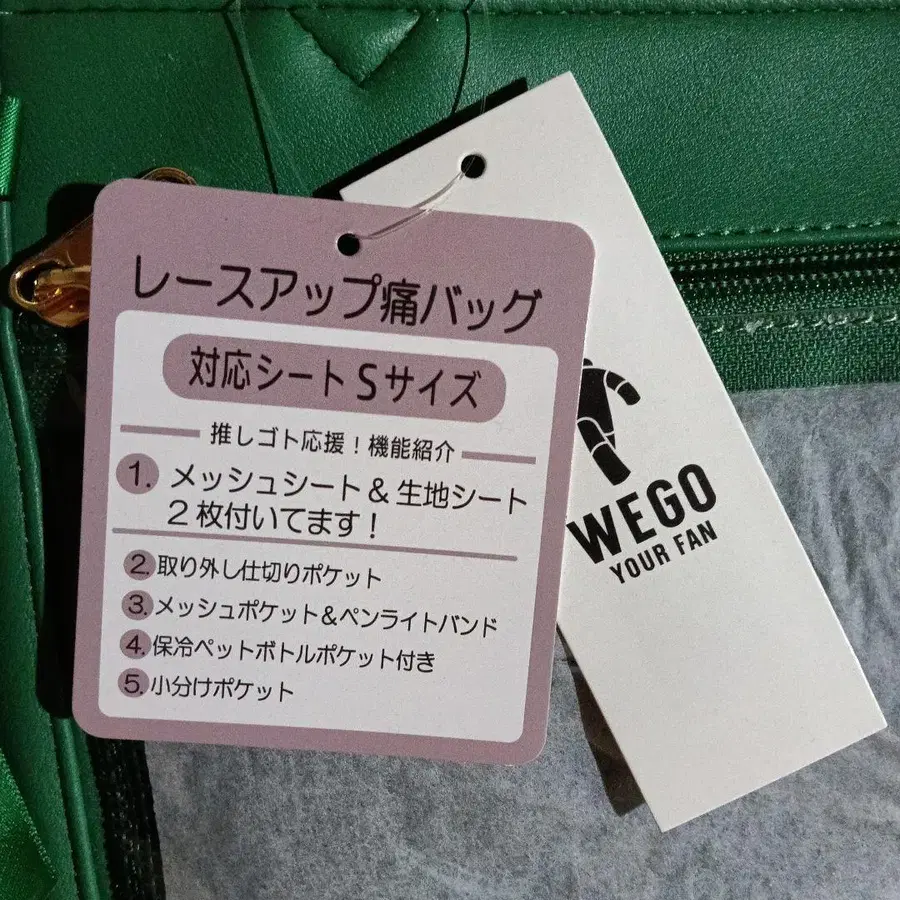 レースアップ痛バッグ
対応シート Sサイズ
推しゴト応援！機能紹介
1. メッシュシート＆生地シート
2枚付いてます！
2. 取り外し仕切りポケット
3. メッシュポケット＆ペンライトバンド
4. 保冷ペットボトルポケット付き
5. 小分けポケット
WEGO
YOUR FAN